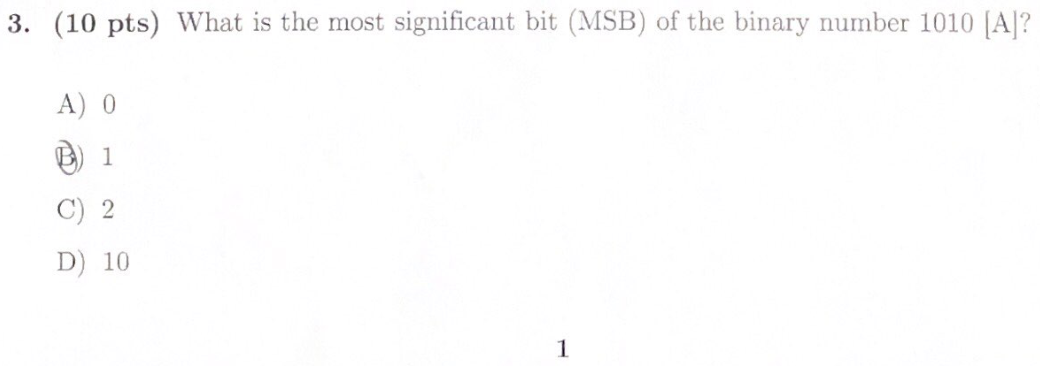 3. (10 pts) What is the most significant bit (MSB) of the binary number 1010 [A]?
A) 0
B) 1
C) 2
D) 10
1